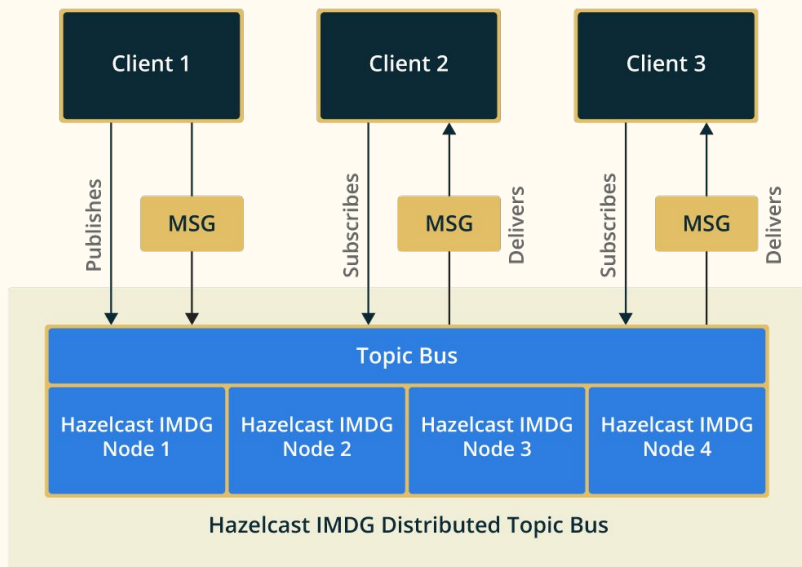 Client 1
Client 2
Client 3
Publishes
MSG
Subscribes
MSG
Delivers
Subscribes
MSG
Delivers
Topic Bus
Hazelcast IMDG
Node 1
Hazelcast IMDG
Node 2
Hazelcast IMDG
Node 3
Hazelcast IMDG
Node 4
Hazelcast IMDG Distributed Topic Bus